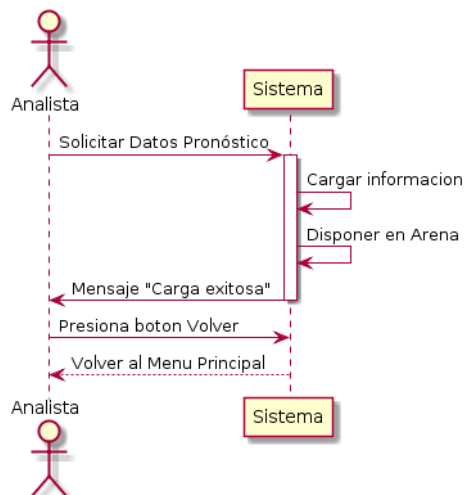 Analista
Sistema
Solicitar Datos Pronóstico
Cargar informacion
Disponer en Arena
Mensaje "Carga exitosa"
Presiona boton Volver
Volver al Menu Principal
Analista
Sistema